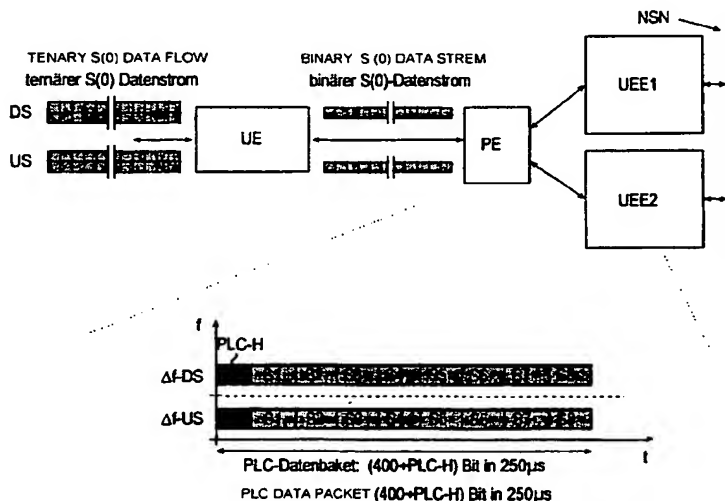 NSN
TENARY S(0) DATA FLOW
ternärer S(0) Datenstrom
BINARY S (0) DATA STREM
binärer S(0)-Datenstrom
UEE1
DS
US
UE
PE
UEE2
f
PLC-H
Δf-DS
Δf-US
t
PLC-Datenbaket: (400+PLC-H) Bit in 250µs
PLC DATA PACKET (400+PLC-H) Bit in 250µs